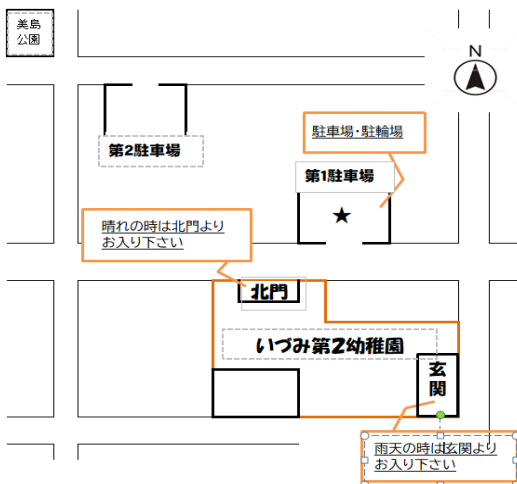 美島
公園
N
駐車場・駐輪場
第2駐車場
第1駐車場
★
晴れの時は北門より
お入り下さい
北門
いづみ第2幼稚園
玄
関
雨天の時は玄関より
お入り下さい